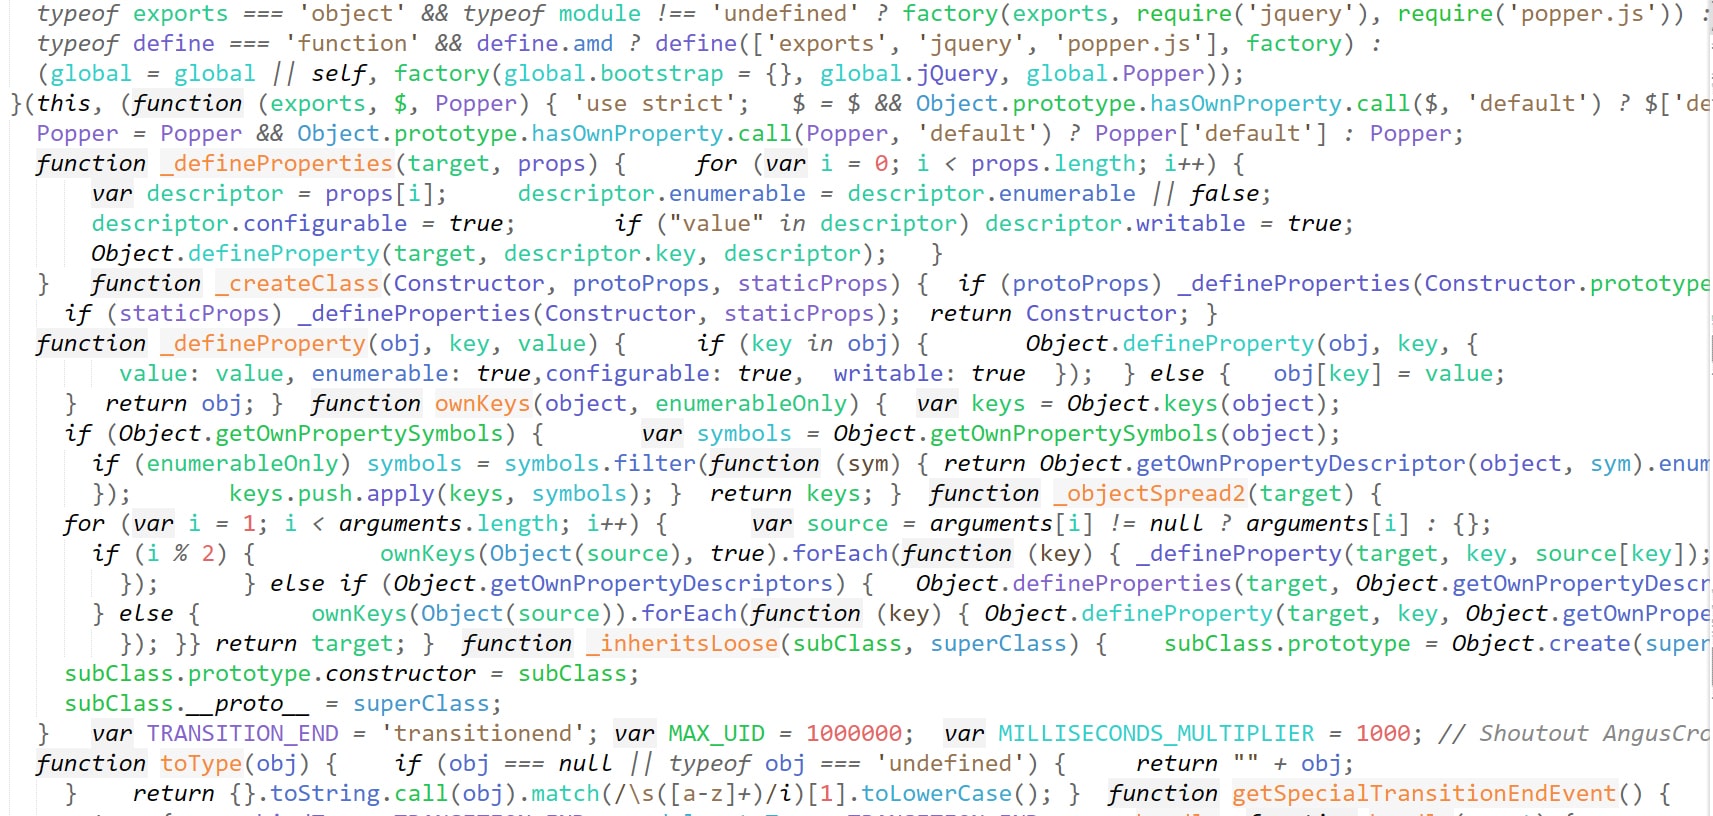 typeof exports === 'object' && typeof module !== 'undefined' ? factory(exports, require('jquery'), require('popper.js')) :
typeof define === 'function' && define.amd ? define(['exports', 'jquery', 'popper.js'], factory) :
(global = global || self, factory(global.bootstrap = {}, global.jQuery, global.Popper));
}(this, (function (exports, $, Popper) { 'use strict';   $ = $ && Object.prototype.hasOwnProperty.call($, 'default') ? $['de
Popper = Popper && Object.prototype.hasOwnProperty.call(Popper, 'default') ? Popper['default'] : Popper;
function _defineProperties(target, props) {     for (var i = 0; i < props.length; i++) {
var descriptor = props[i];     descriptor.enumerable = descriptor.enumerable || false;
descriptor.configurable = true;       if ("value" in descriptor) descriptor.writable = true;
Object.defineProperty(target, descriptor.key, descriptor);   }
}   function _createClass(Constructor, protoProps, staticProps) {  if (protoProps) _defineProperties(Constructor.prototype
if (staticProps) _defineProperties(Constructor, staticProps);  return Constructor; }
function _defineProperty(obj, key, value) {     if (key in obj) {       Object.defineProperty(obj, key, {
value: value, enumerable: true,configurable: true,  writable: true  });  } else {   obj[key] = value;
}  return obj; }  function ownKeys(object, enumerableOnly) {  var keys = Object.keys(object);
if (Object.getOwnPropertySymbols) {       var symbols = Object.getOwnPropertySymbols(object);
if (enumerableOnly) symbols = symbols.filter(function (sym) { return Object.getOwnPropertyDescriptor(object, sym).enum
});       keys.push.apply(keys, symbols); }  return keys; }  function _objectSpread2(target) {
for (var i = 1; i < arguments.length; i++) {      var source = arguments[i] != null ? arguments[i] : {};
if (i % 2) {         ownKeys(Object(source), true).forEach(function (key) { _defineProperty(target, key, source[key]);
});      } else if (Object.getOwnPropertyDescriptors) {   Object.defineProperties(target, Object.getOwnPropertyDescr
} else {        ownKeys(Object(source)).forEach(function (key) { Object.defineProperty(target, key, Object.getOwnPrope
}); }} return target; }  function _inheritsLoose(subClass, superClass) {    subClass.prototype = Object.create(super
subClass.prototype.constructor = subClass;
subClass.__proto__ = superClass;
}   var TRANSITION_END = 'transitionend'; var MAX_UID = 1000000;  var MILLISECONDS_MULTIPLIER = 1000; // Shoutout AngusCro
function toType(obj) {    if (obj === null || typeof obj === 'undefined') {     return "" + obj;
}    return {}.toString.call(obj).match(/\s([a-z]+)/i)[1].toLowerCase(); }  function getSpecialTransitionEndEvent() {